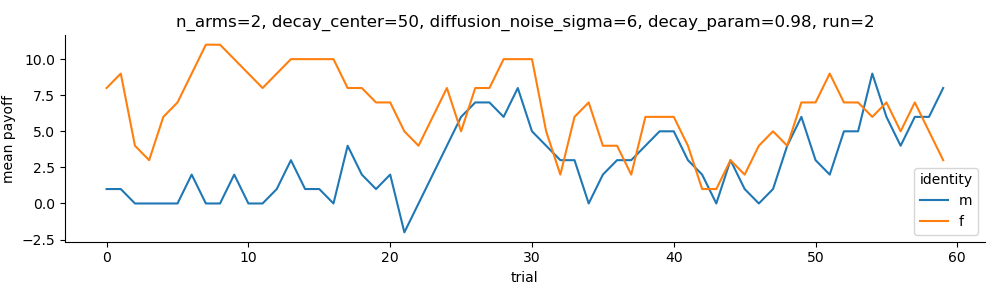 n_arms=2, decay_center=50, diffusion_noise_sigma=6, decay_param=0.98, run=2
mean payoff
10.0
7.5
5.0
2.5
0.0
−2.5
0 10 20 30 40 50 60
trial
identity
m
f